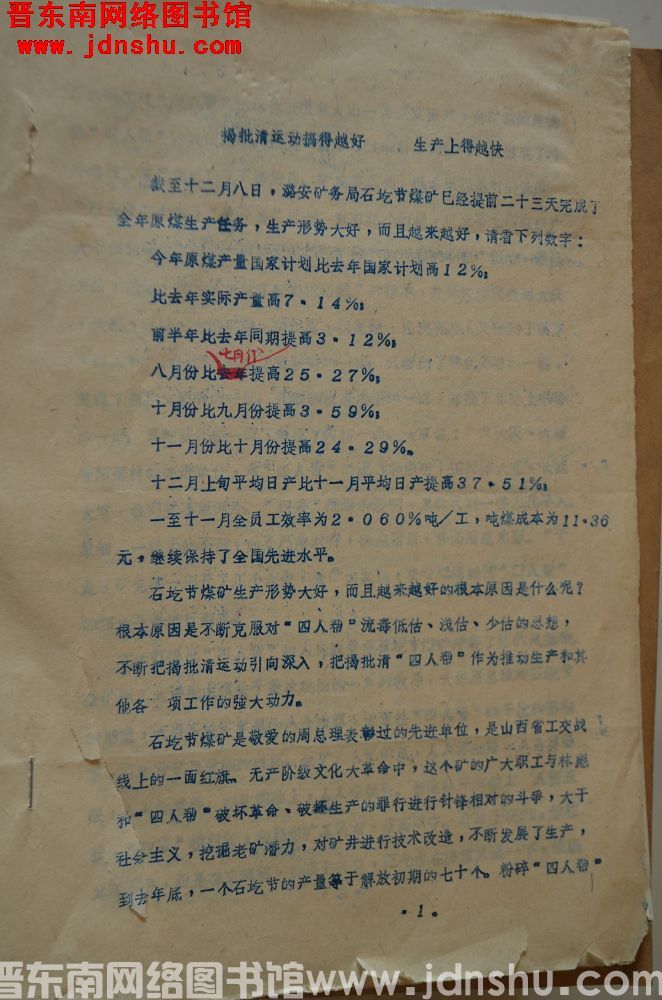 晋东南网络图书馆
www.jdnshu.com
揭批清运动搞得越好 生产上得越快
截至十二月八日，潞安矿务局石圪节煤矿已经提前二十三天完成了
全年原煤生产任务，生产形势大好，而且越来越好，请看下列数字：
今年原煤产量国家计划比去年国家计划高12%；
比去年实际产量高7·14%；
前半年比去年同期提高3·12%；
七月份
八月份比去年提高25·27%；
十月份比九月份提高3·59%；
十一月份比十月份提高24·29%。
十二月上旬平均日产比十一月平均日产提高37·51%；
一至十一月全员工效率为2·060%吨/工，吨煤成本为11·36
元，继续保持了全国先进水平。
石圪节煤矿生产形势大好，而且越来越好的根本原因是什么呢？
根本原因是不断克服对“四人帮”流毒低估、浅估、少估的思想，
不断把揭批清运动引向深入，把揭批清“四人帮”作为推动生产和其
他各 项工作的强大动力。
石圪节煤矿是敬爱的周总理表彰过的先进单位，是山西省工交战
线上的一面红旗。无产阶级文化大革命中，这个矿的广大职工与林彪
和“四人帮”破坏革命、破坏生产的罪行进行针锋相对的斗争，大干
社会主义，挖掘老矿潜力，对矿井进行技术改造，不断发展了生产，
到去年底，一个石圪节的产量等于解放初期的七十个。粉碎“四人帮”
·1。
晋东南网络图书馆www.jdnshu.com